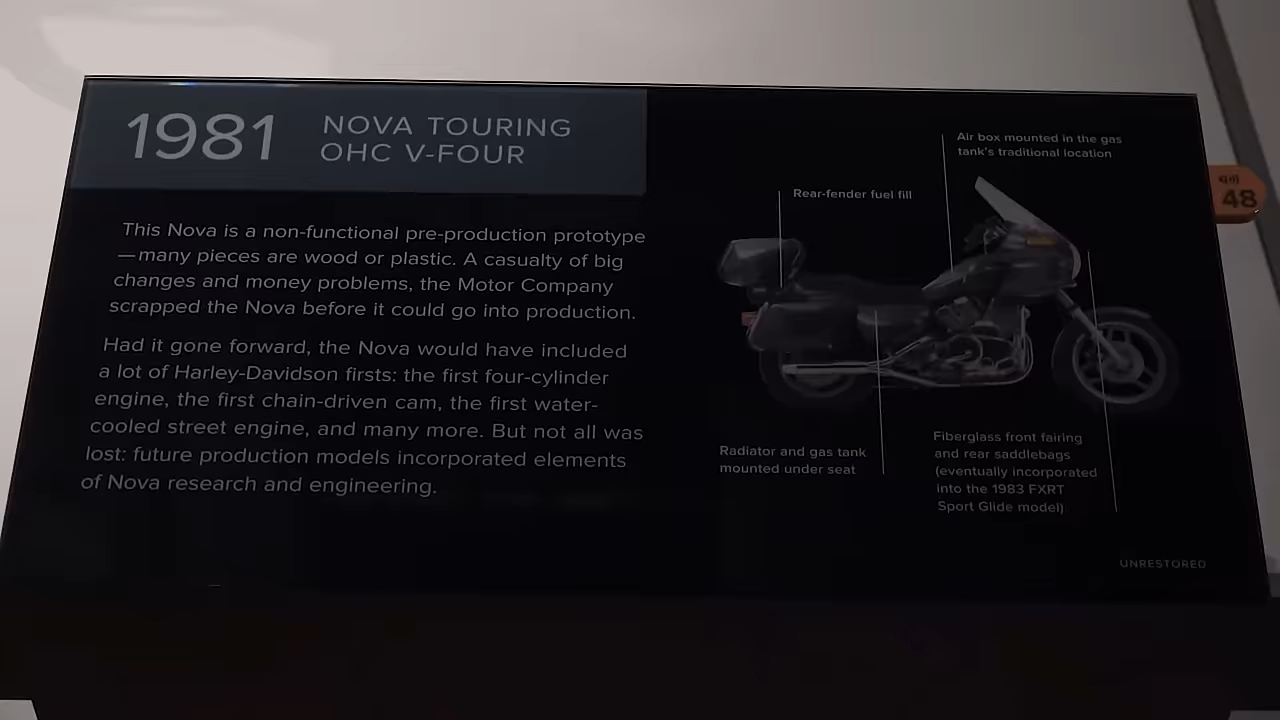 1981
NOVA TOURING
OHC V-FOUR
This Nova is a non-functional pre-production prototype
—many pieces are wood or plastic. A casualty of big
changes and money problems, the Motor Company
scrapped the Nova before it could go into production.
Had it gone forward, the Nova would have included
a lot of Harley-Davidson firsts: the first four-cylinder
engine, the first chain-driven cam, the first water-
cooled street engine, and many more. But not all was
lost: future production models incorporated elements
of Nova research and engineering.
Air box mounted in the gas
tank's traditional location
Rear-fender fuel fill
Radiator and gas tank
mounted under seat
Fiberglass front fairing
and rear saddlebags
(eventually incorporated
into the 1983 FXRT
Sport Glide model)
UNRESTORED
48